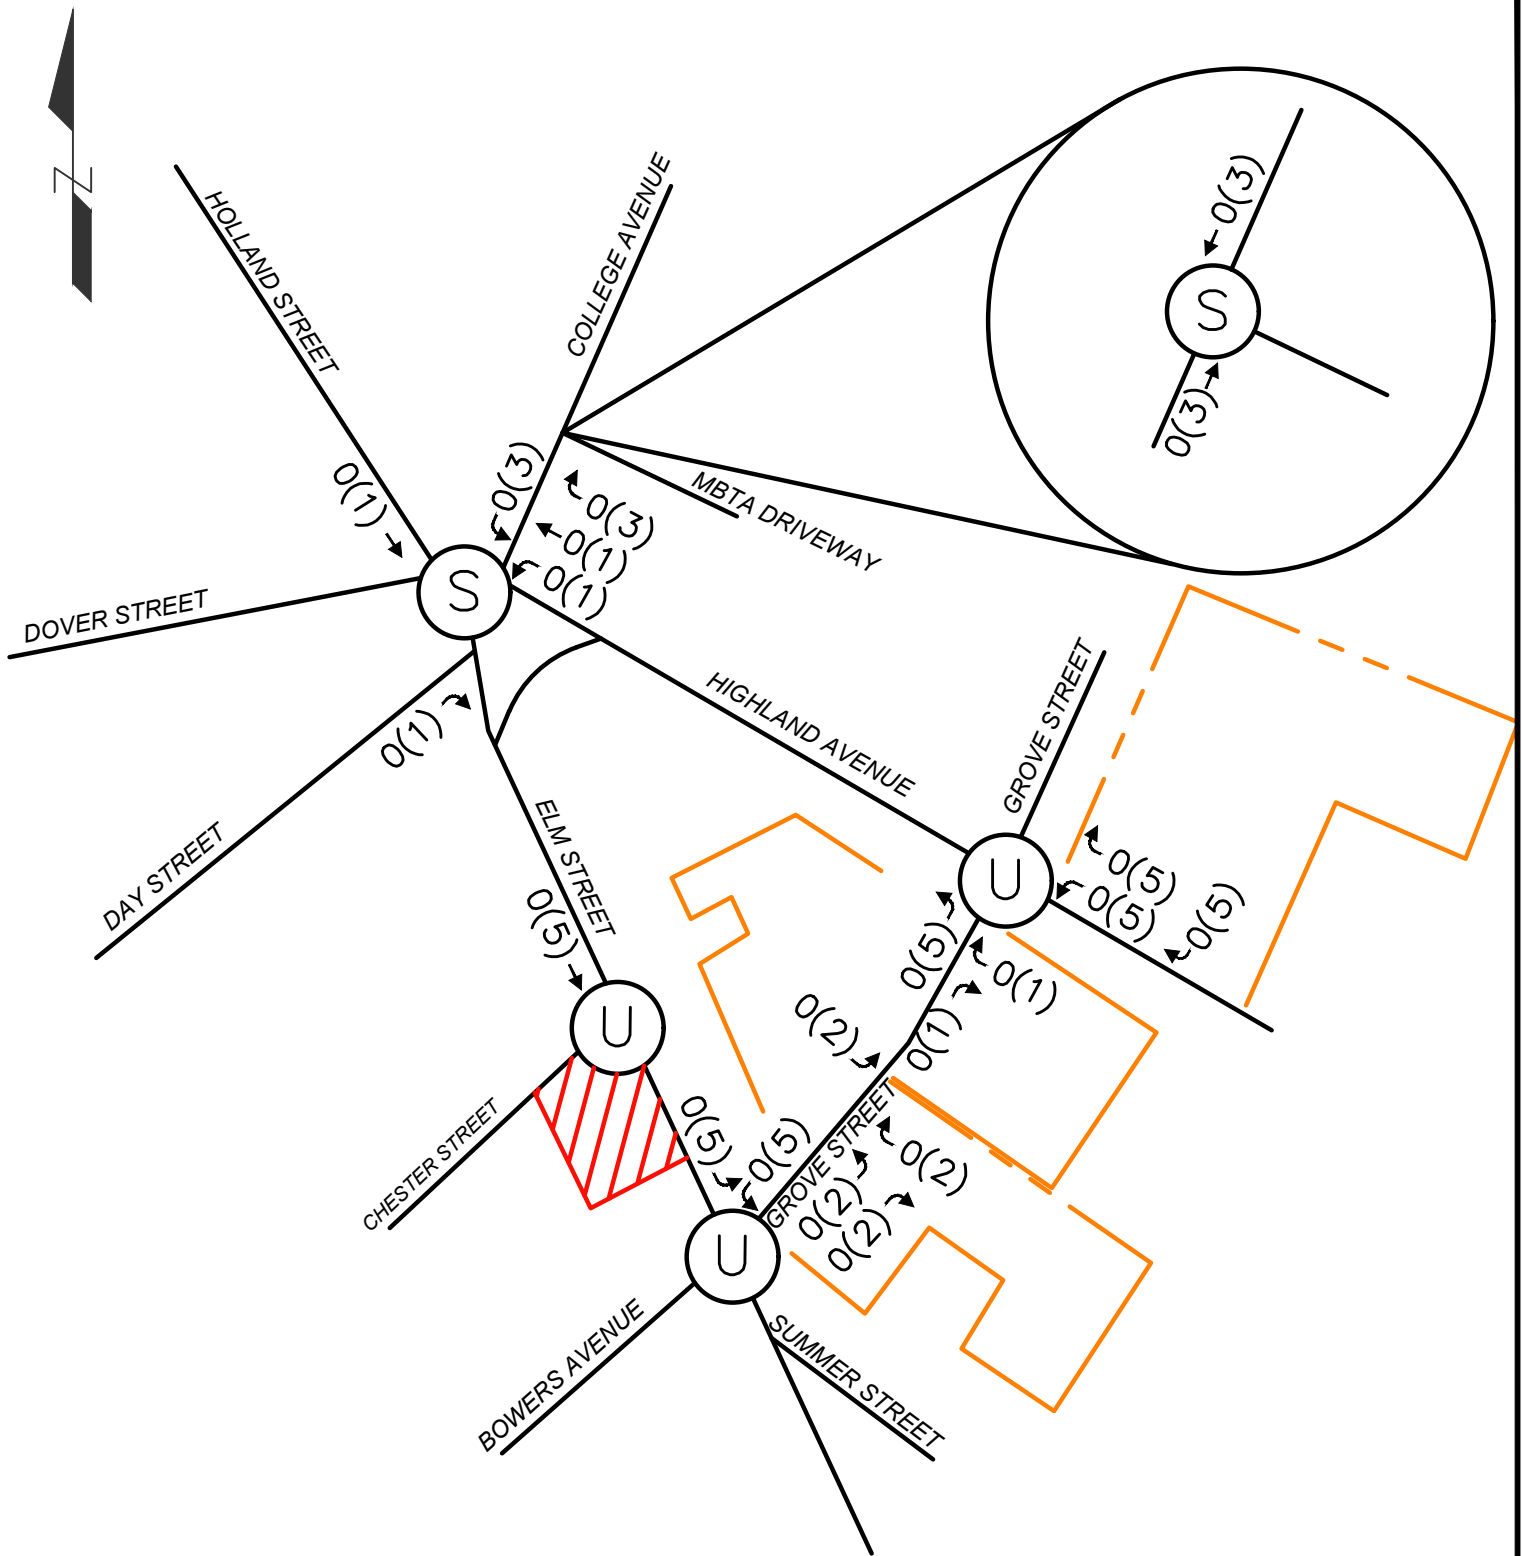 0(3)
S
0(3)
Z
HOLLAND STREET
COLLEGE AVENUE
0(1)
0(3)
0(3)
0(1)
0(1)
MBTA DRIVEWAY
S
DOVER STREET
0(1)
DAY STREET
HIGHLAND AVENUE
GROVE STREET
ELM STREET
0(5)
U
0(5)
0(5)
0(5)
0(5)
0(1)
0(1)
0(2)
U
CHESTER STREET
0(5)
0(5)
GROVE STREET
0(2)
0(2)
0(2)
U
BOWERS AVENUE
SUMMER STREET